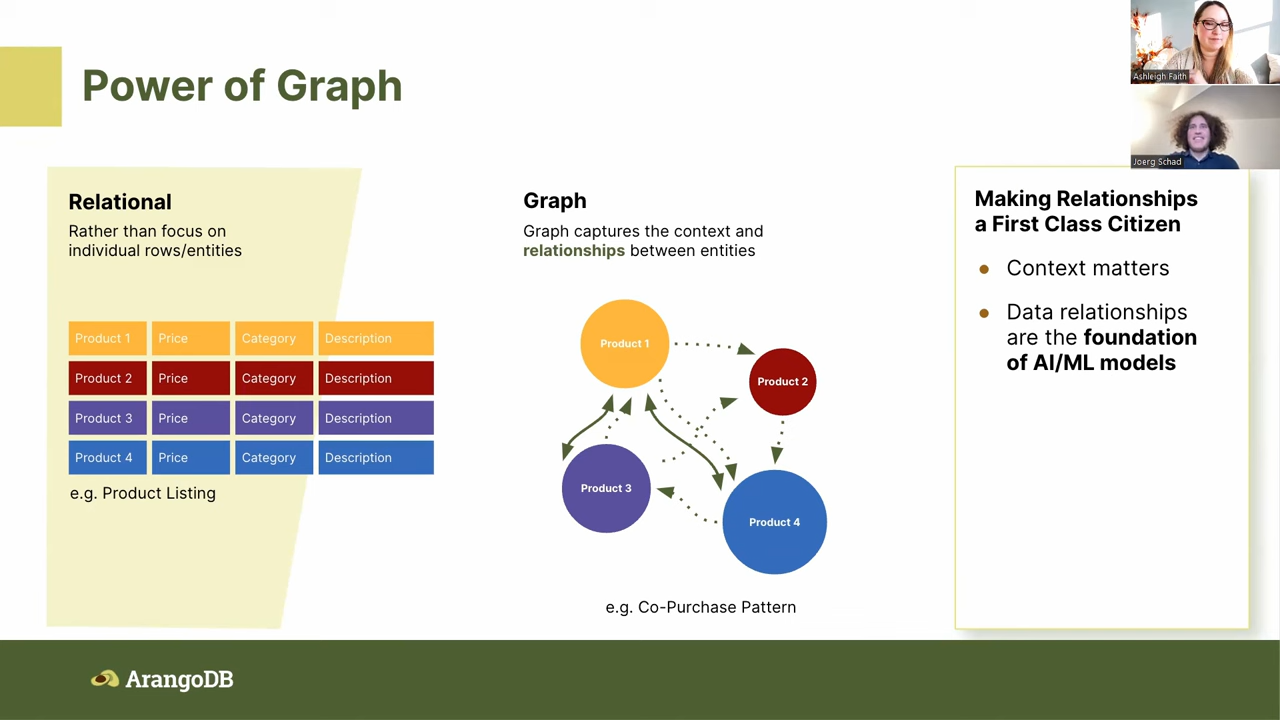 Power of Graph
Ashleigh Faith
Joerg Schad
Relational
Rather than focus on
individual rows/entities
Product 1 Price Category Description
Product 2 Price Category Description
Product 3 Price Category Description
Product 4 Price Category Description
e.g. Product Listing
Graph
Graph captures the context and
relationships between entities
Product 1
Product 2
Product 3
Product 4
e.g. Co-Purchase Pattern
Making Relationships
a First Class Citizen
● Context matters
● Data relationships
are the foundation
of AI/ML models
ArangoDB